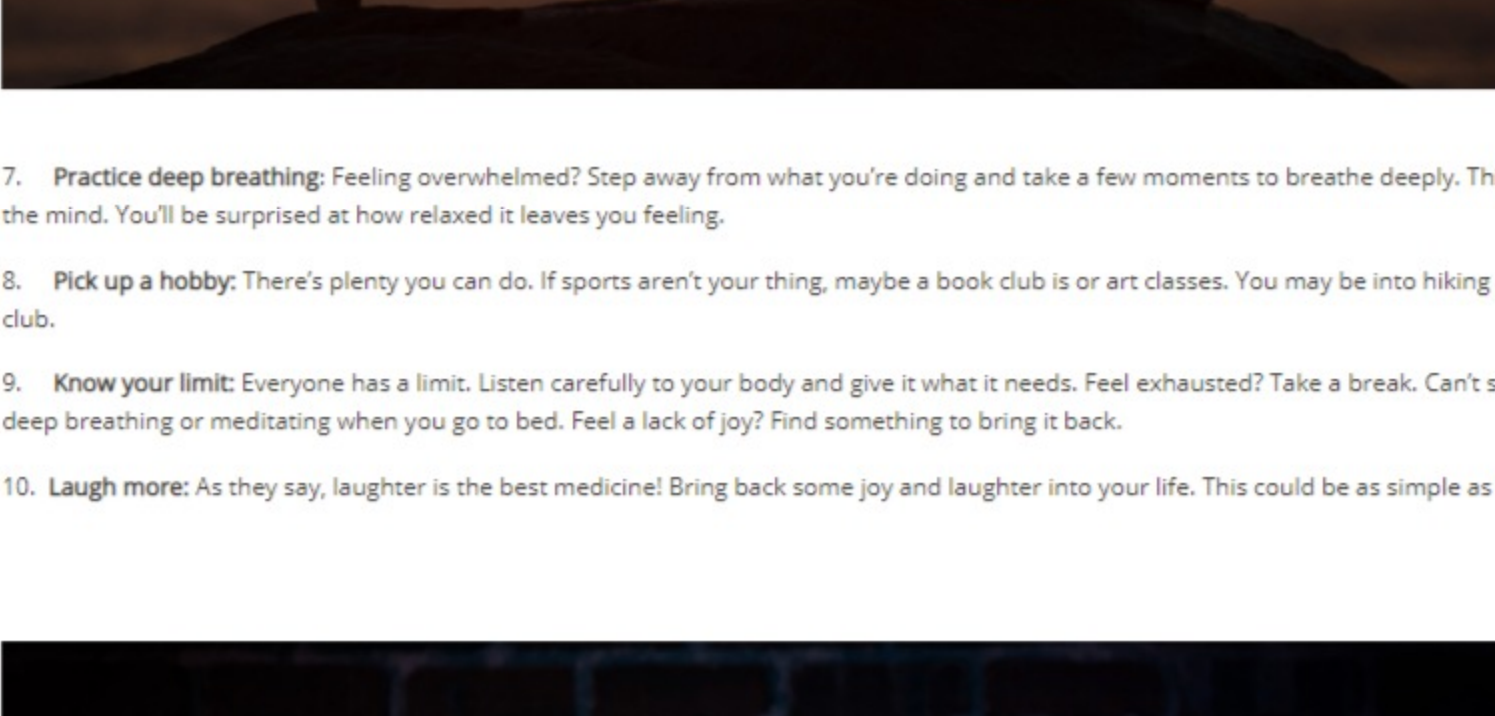 7. Practice deep breathing: Feeling overwhelmed? Step away from what you're doing and take a few moments to breathe deeply.
the mind. You'll be surprised at how relaxed it leaves you feeling.
8. Pick up a hobby: There's plenty you can do. If sports aren't your thing, maybe a book club is or art classes. You may be into hiking
club.
9. Know your limit: Everyone has a limit. Listen carefully to your body and give it what it needs. Feel exhausted? Take a break. Can't
deep breathing or meditating when you go to bed. Feel a lack of joy? Find something to bring it back.
10. Laugh more: As they say, laughter is the best medicine! Bring back some joy and laughter into your life. This could be as simple as